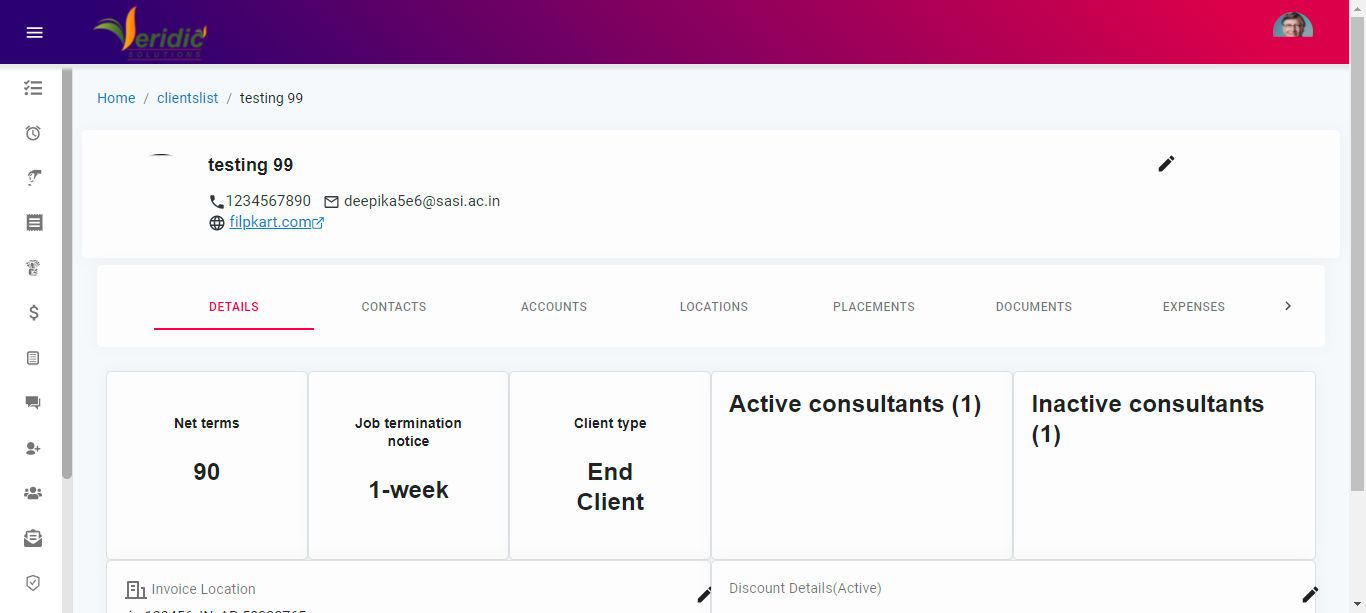 Veridic
SOLUTIONS
Home / clientslist / testing 99
testing 99
1234567890 deepika5e6@sasi.ac.in
filpkart.com
DETAILS CONTACTS ACCOUNTS LOCATIONS PLACEMENTS DOCUMENTS EXPENSES
Net terms
90
Job termination
notice
1-week
Client type
End
Client
Active consultants (1)
Inactive consultants
(1)
Invoice Location
Discount Details(Active)